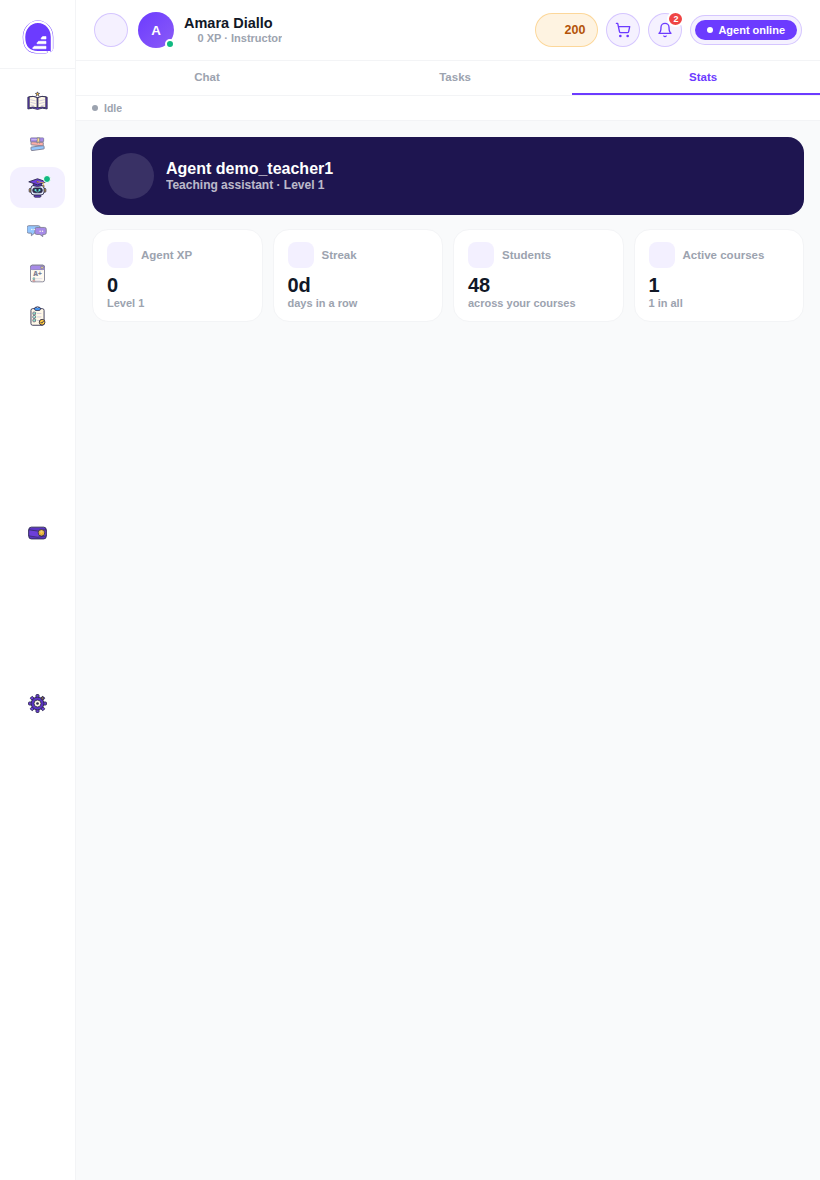 A
Amara Diallo
0 XP · Instructor
200
2
Agent online
Chat
Tasks
Stats
Idle
Agent demo_teacher1
Teaching assistant · Level 1
Agent XP
0
Level 1
Streak
0d
days in a row
Students
48
across your courses
Active courses
1
1 in all
A+